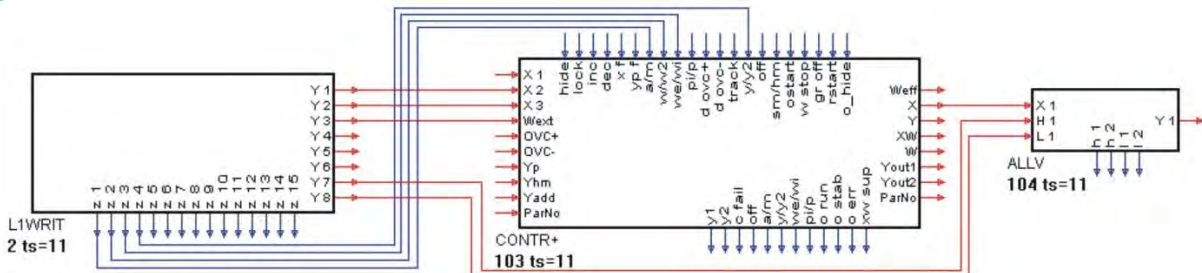 Y 1
Y 2
Y 3
Y 4
Y 5
Y 6
Y 7
Y 8
z 1
z 2
z 3
z 4
z 5
z 6
z 7
z 8
z 9
z 10
z 11
z 12
z 13
z 14
z 15
L1WRIT
2 ts=11
hide
lock
inc
dec
x f
yp f
a/m
w/w2
we/wi
pi/p
d ovc+
d ovc-
track
y/y2
off
sm/hm
ostart
w stop
gr off
rstart
o_hide
X 1
X 2
X 3
Wext
OVC+
OVC-
Yp
Yhm
Yadd
ParNo
Weff
X
Y
XW
W
Yout1
Yout2
ParNo
y1
y2
c fail
off
a/m
y/y2
we/wi
pi/p
o run
o stab
o err
xw sup
CONTR+
103 ts=11
X 1
H 1
L 1
Y 1
h 1
h 2
l 1
l 2
ALLV
104 ts=11